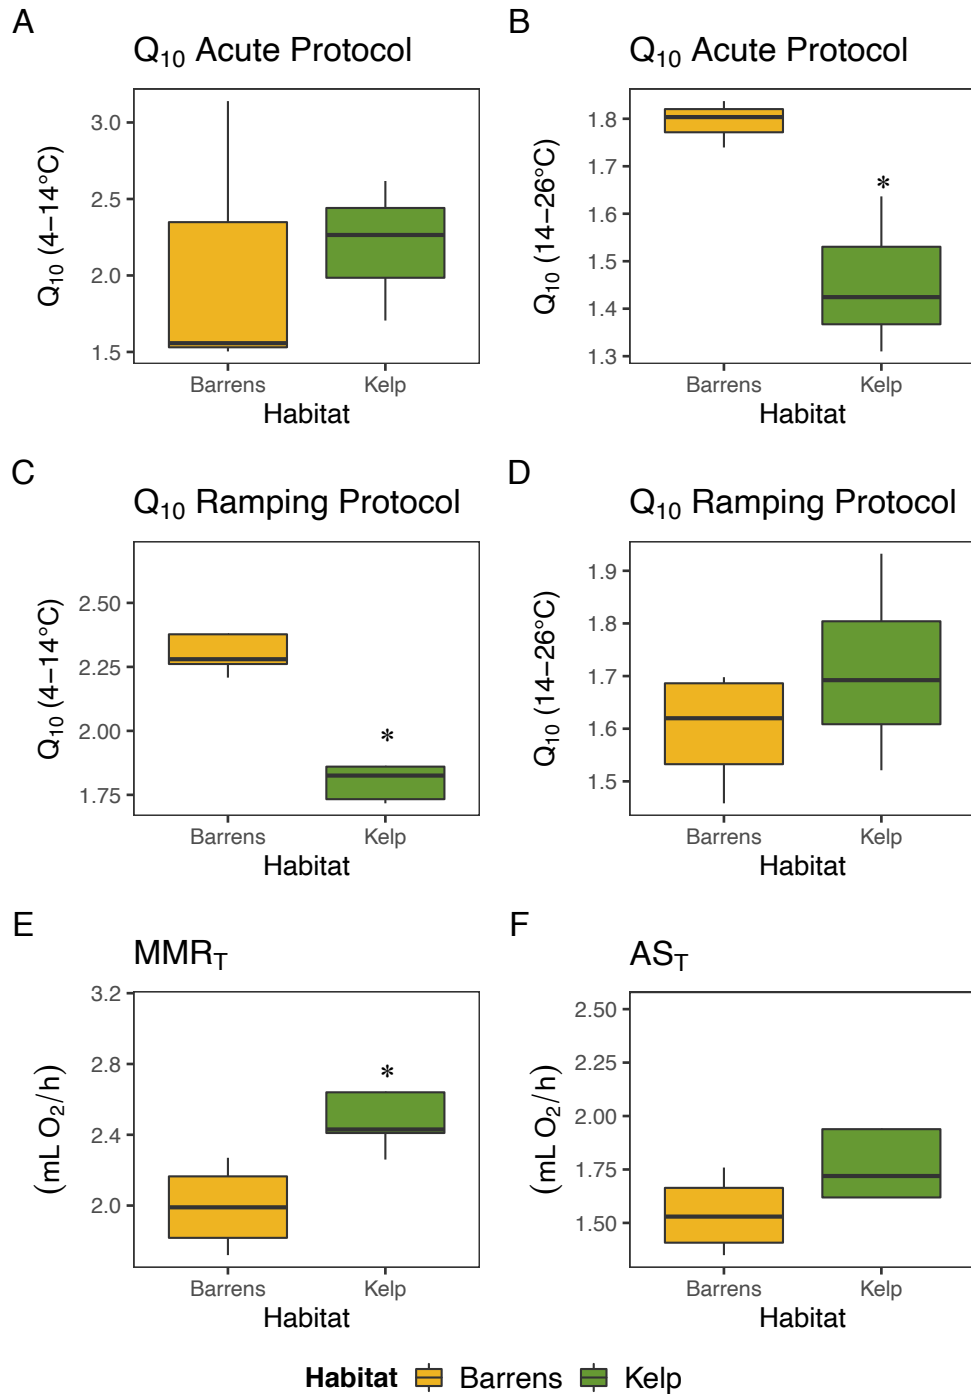 A
Q₁₀ Acute Protocol
Q₁₀ (4−14°C)
3.0
2.5
2.0
1.5
Barrens Kelp
Habitat
B
Q₁₀ Acute Protocol
Q₁₀ (14−26°C)
1.8
1.7
1.6
1.5
1.4
1.3
*
Barrens Kelp
Habitat
C
Q₁₀ Ramping Protocol
Q₁₀ (4−14°C)
2.50
2.25
2.00
1.75
*
Barrens Kelp
Habitat
D
Q₁₀ Ramping Protocol
Q₁₀ (14−26°C)
1.9
1.8
1.7
1.6
1.5
Barrens Kelp
Habitat
E
MMR_T
(mL O₂/h)
3.2
2.8
2.4
2.0
*
Barrens Kelp
Habitat
F
AS_T
(mL O₂/h)
2.50
2.25
2.00
1.75
1.50
Barrens Kelp
Habitat
Habitat Barrens Kelp